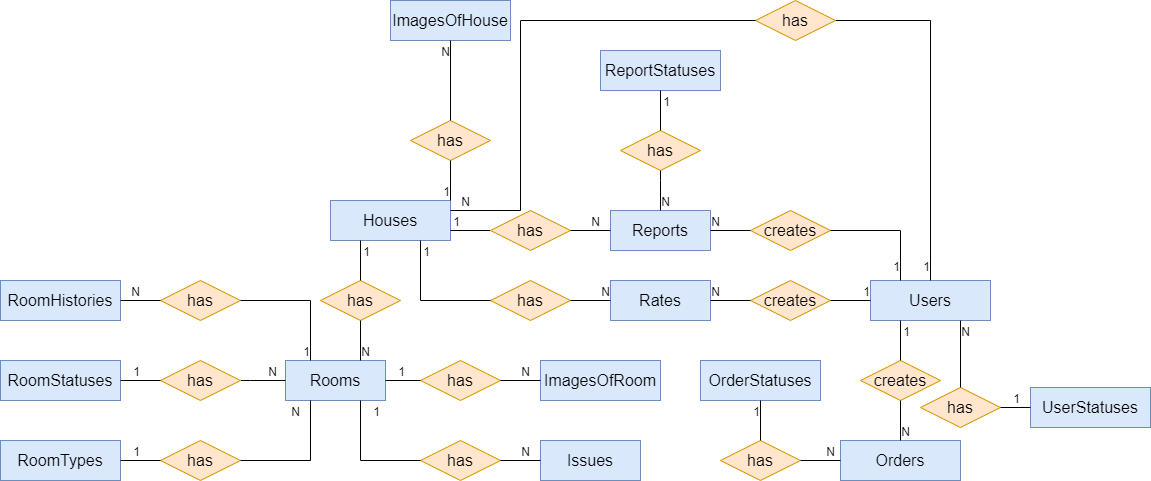 ImagesOfHouse
has
N
ReportStatuses
1
has
has
1
N
N
Houses
1
has
N
Reports
N
creates
1
1
1
1
N
RoomHistories
has
has
has
N
Rates
N
creates
1
Users
1
N
1
N
RoomStatuses
1
has
N
Rooms
1
has
N
ImagesOfRoom
OrderStatuses
creates
N
1
1
has
1
UserStatuses
N
RoomTypes
1
has
has
N
Issues
has
N
Orders